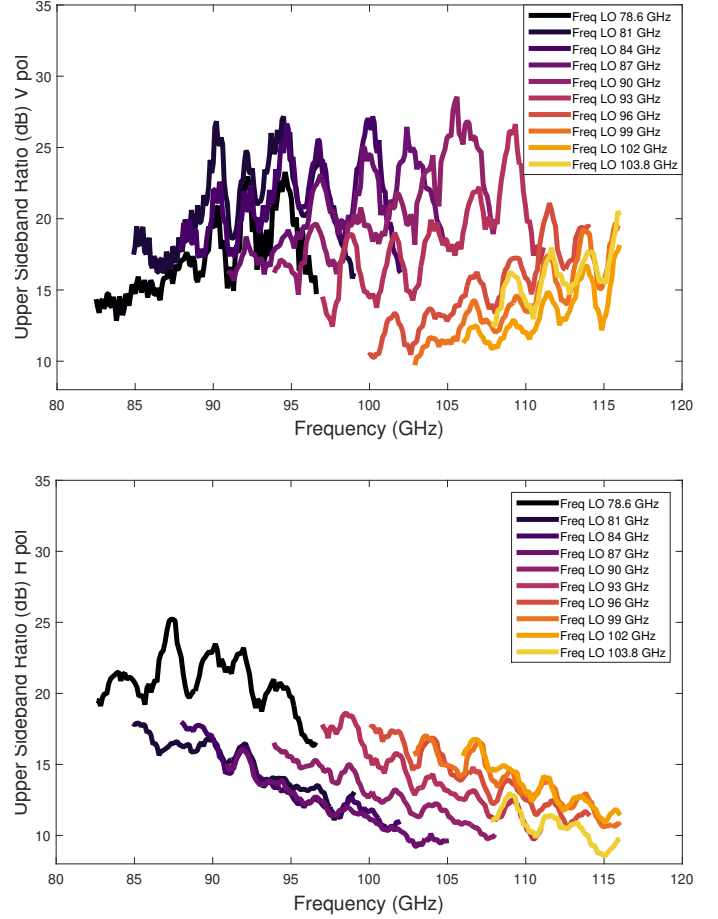 35
30
25
20
15
10
80
85
90
95
100
105
110
115
120
Upper Sideband Ratio (dB) V pol
Frequency (GHz)
Freq LO 78.6 GHz
Freq LO 81 GHz
Freq LO 84 GHz
Freq LO 87 GHz
Freq LO 90 GHz
Freq LO 93 GHz
Freq LO 96 GHz
Freq LO 99 GHz
Freq LO 102 GHz
Freq LO 103.8 GHz
35
30
25
20
15
10
80
85
90
95
100
105
110
115
120
Upper Sideband Ratio (dB) H pol
Frequency (GHz)
Freq LO 78.6 GHz
Freq LO 81 GHz
Freq LO 84 GHz
Freq LO 87 GHz
Freq LO 90 GHz
Freq LO 93 GHz
Freq LO 96 GHz
Freq LO 99 GHz
Freq LO 102 GHz
Freq LO 103.8 GHz